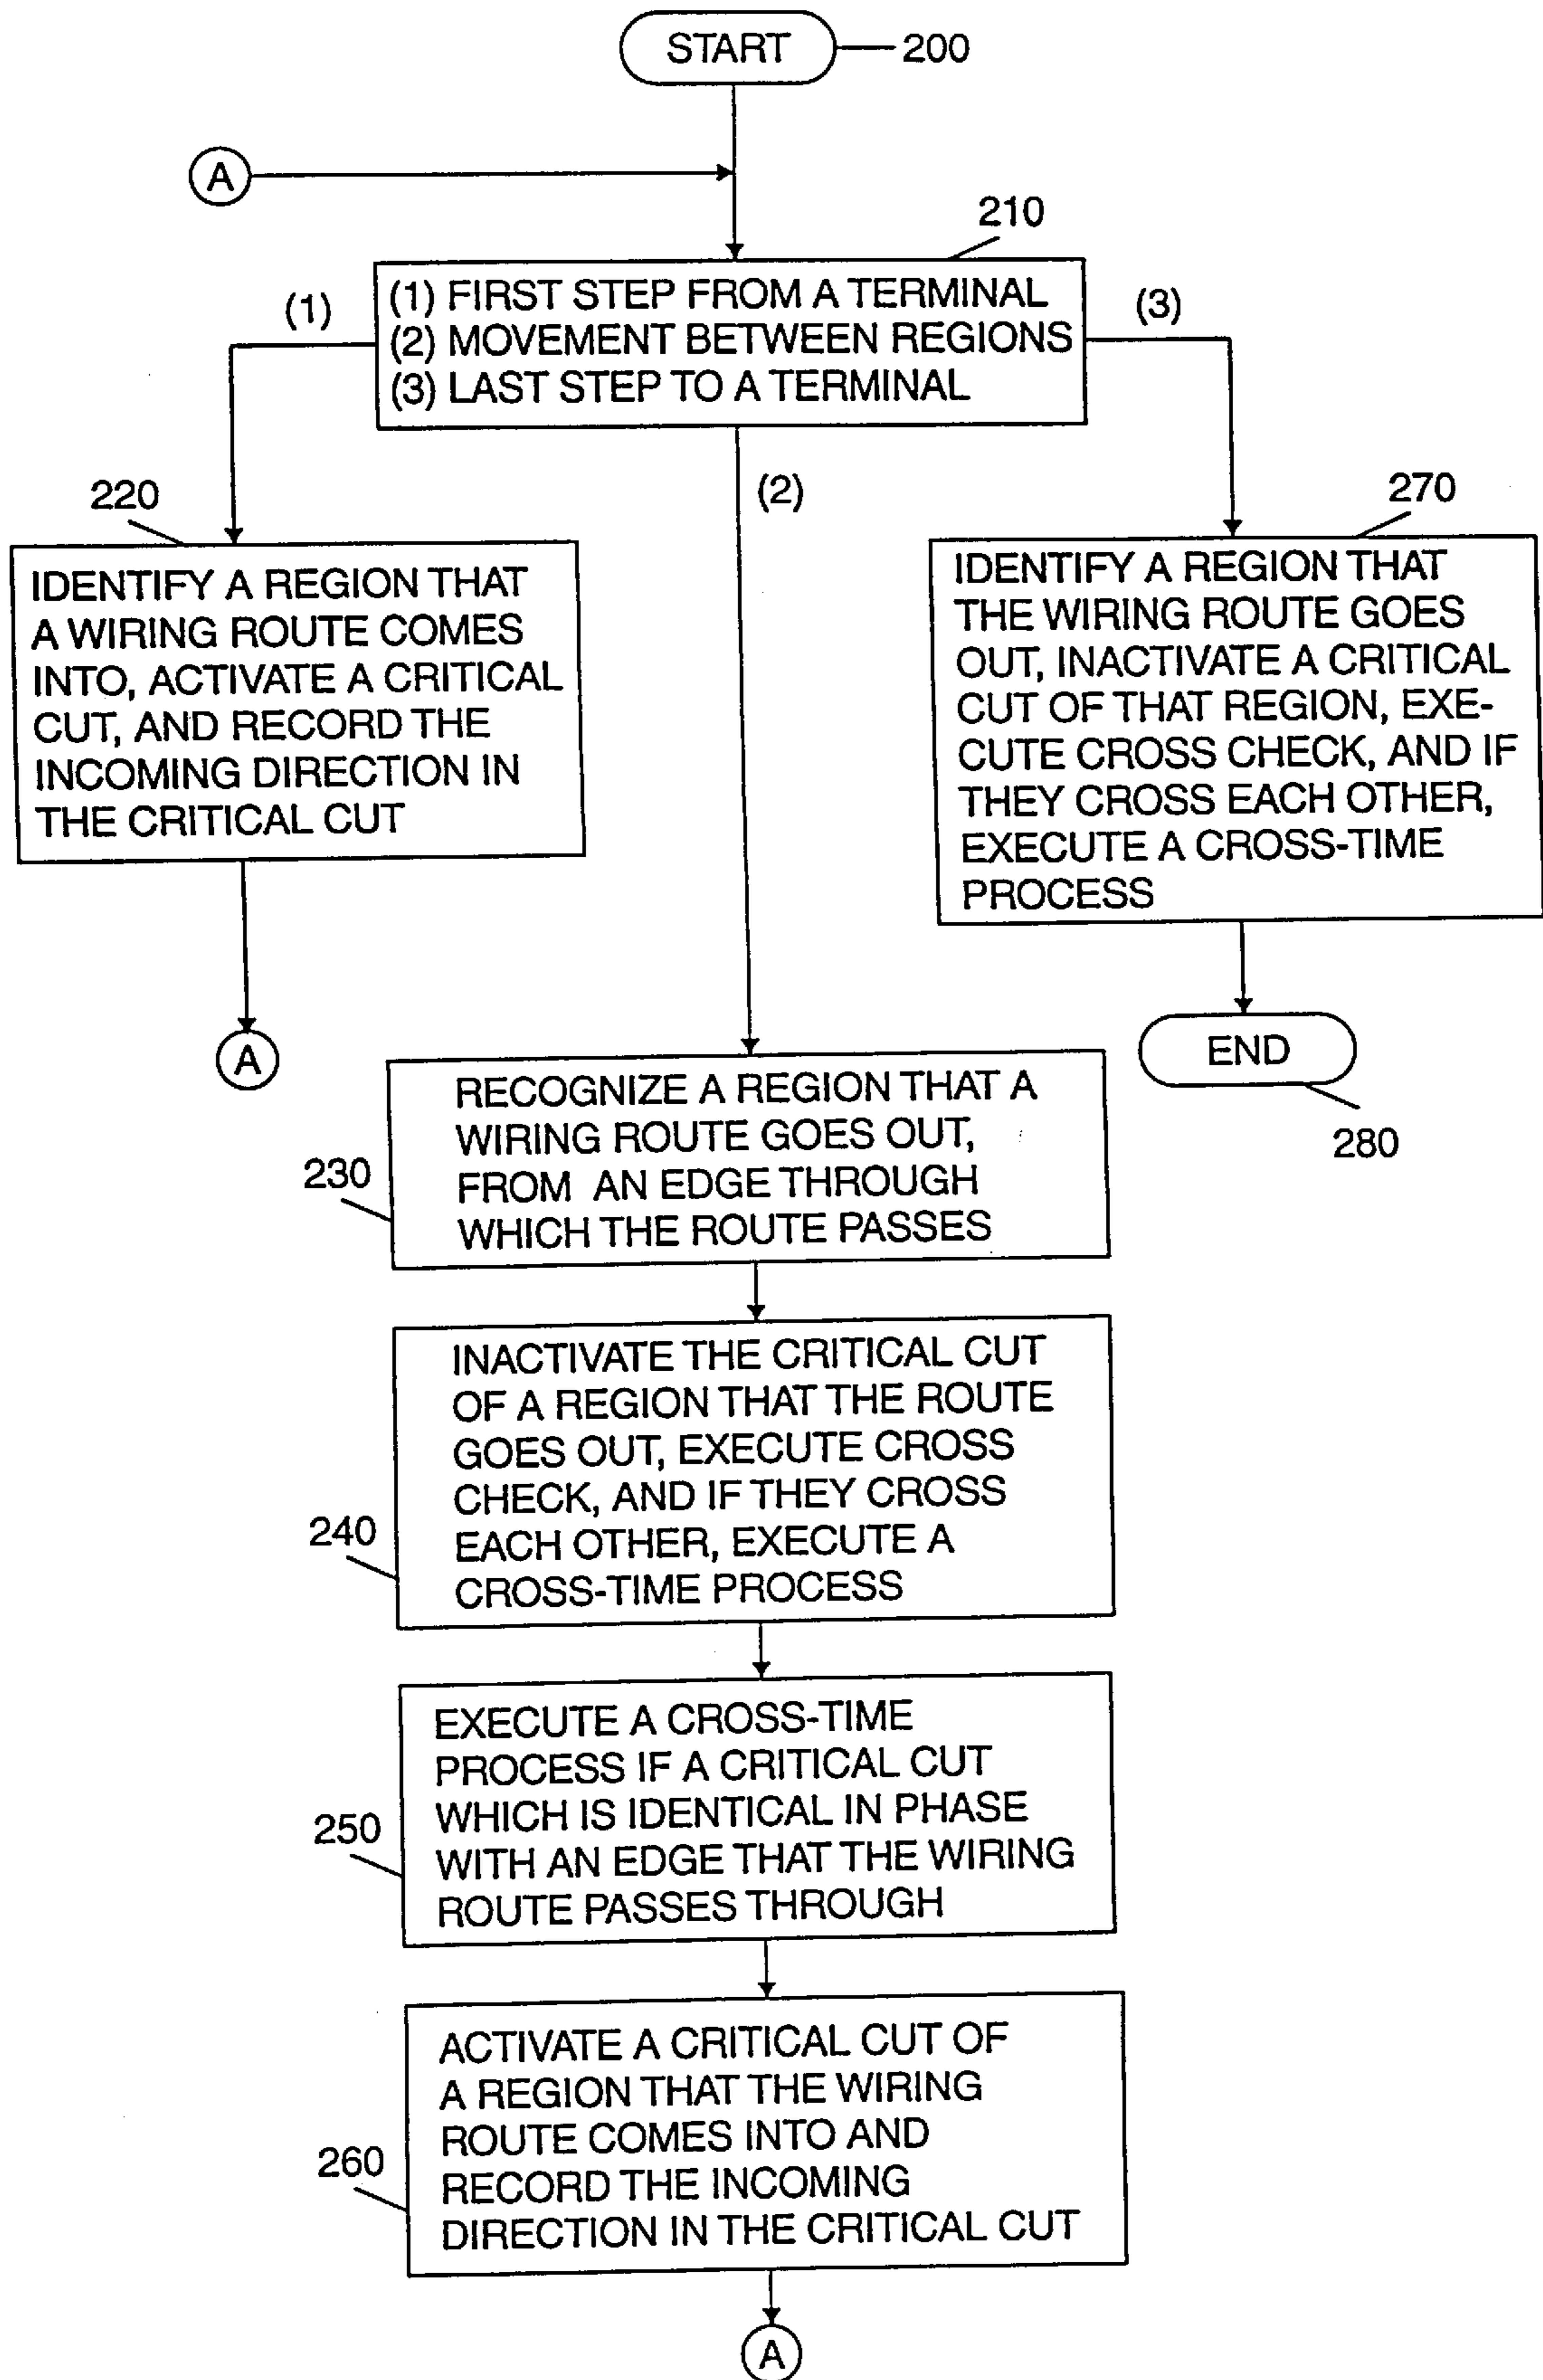 START
200
A
210
(1) FIRST STEP FROM A TERMINAL
(2) MOVEMENT BETWEEN REGIONS
(3) LAST STEP TO A TERMINAL
(1)
(3)
(2)
220
IDENTIFY A REGION THAT
A WIRING ROUTE COMES
INTO, ACTIVATE A CRITICAL
CUT, AND RECORD THE
INCOMING DIRECTION IN
THE CRITICAL CUT
A
270
IDENTIFY A REGION THAT
THE WIRING ROUTE GOES
OUT, INACTIVATE A CRITICAL
CUT OF THAT REGION, EXE-
CUTE CROSS CHECK, AND IF
THEY CROSS EACH OTHER,
EXECUTE A CROSS-TIME
PROCESS
END
280
230
RECOGNIZE A REGION THAT A
WIRING ROUTE GOES OUT,
FROM AN EDGE THROUGH
WHICH THE ROUTE PASSES
240
INACTIVATE THE CRITICAL CUT
OF A REGION THAT THE ROUTE
GOES OUT, EXECUTE CROSS
CHECK, AND IF THEY CROSS
EACH OTHER, EXECUTE A
CROSS-TIME PROCESS
250
EXECUTE A CROSS-TIME
PROCESS IF A CRITICAL CUT
WHICH IS IDENTICAL IN PHASE
WITH AN EDGE THAT THE WIRING
ROUTE PASSES THROUGH
260
ACTIVATE A CRITICAL CUT OF
A REGION THAT THE WIRING
ROUTE COMES INTO AND
RECORD THE INCOMING
DIRECTION IN THE CRITICAL CUT
A